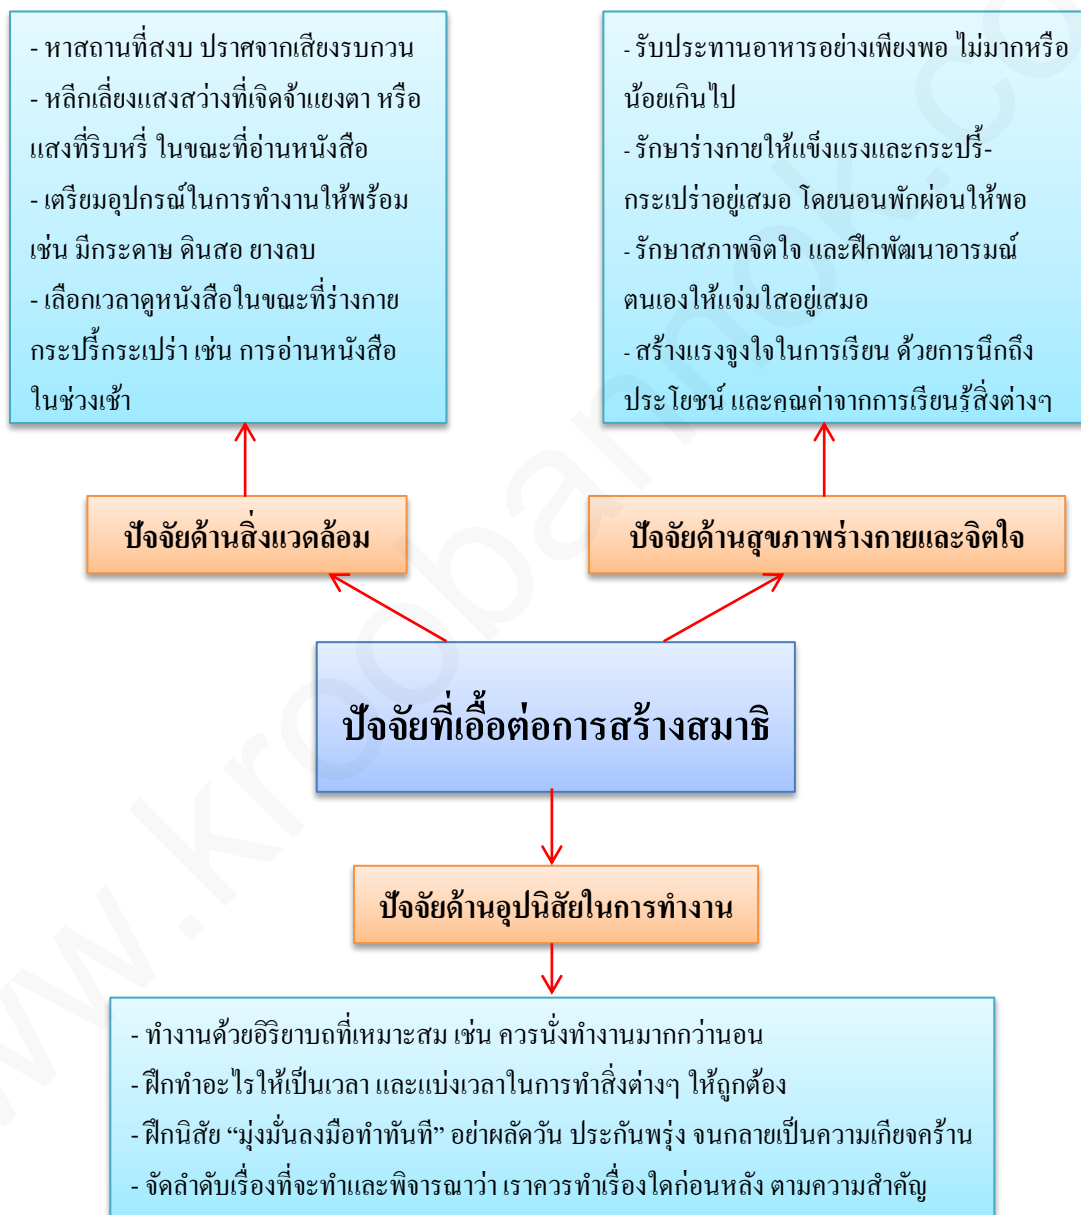 - หาสถานที่สงบ ปราศจากเสียงรบกวน
- หลีกเลี่ยงแสงสว่างที่เจิดจ้าแยงตา หรือ
แสงที่ริบหรี่ ในขณะที่อ่านหนังสือ
- เตรียมอุปกรณ์ในการทำงานให้พร้อม
เช่น มีกระดาษ ดินสอ ยางลบ
- เลือกเวลาดูหนังสือในขณะที่ร่างกาย
กระปรี้กระเปร่า เช่น การอ่านหนังสือ
ในช่วงเช้า
- รับประทานอาหารอย่างเพียงพอ ไม่มากหรือ
น้อยเกินไป
- รักษาร่างกายให้แข็งแรงและกระปรี้-
กระเปร่าอยู่เสมอ โดยนอนพักผ่อนให้พอ
- รักษาสภาพจิตใจ และฝึกพัฒนาอารมณ์
ตนเองให้แจ่มใสอยู่เสมอ
- สร้างแรงจูงใจในการเรียน ด้วยการนึกถึง
ประโยชน์ และคุณค่าจากการเรียนรู้สิ่งต่างๆ
ปัจจัยด้านสิ่งแวดล้อม
ปัจจัยด้านสุขภาพร่างกายและจิตใจ
ปัจจัยที่เอื้อต่อการสร้างสมาธิ
ปัจจัยด้านอุปนิสัยในการทำงาน
- ทำงานด้วยอิริยาบถที่เหมาะสม เช่น ควรนั่งทำงานมากกว่านอน
- ฝึกทำอะไรให้เป็นเวลา และแบ่งเวลาในการทำสิ่งต่างๆ ให้ถูกต้อง
- ฝึกนิสัย “มุ่งมั่นลงมือทำทันที” อย่าผลัดวัน ประกันพรุ่ง จนกลายเป็นความเกียจคร้าน
- จัดลำดับเรื่องที่จะทำและพิจารณาว่า เราควรทำเรื่องใดก่อนหลัง ตามความสำคัญ
www.kroobannok.co